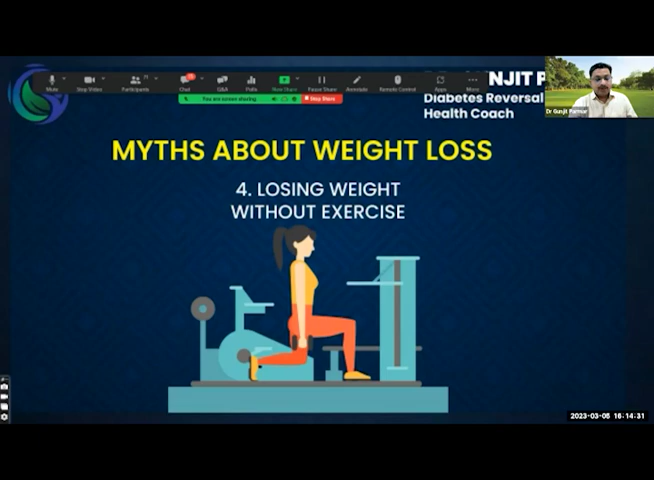 Mute
Stop Video
Participants
Chat
Q&A
Polls
New Share
Pause Share
Annotate
Remote Control
Apps
More
You are screen sharing
Stop Share
NJIT P
Diabetes Reversal
Health Coach
Dr Gunjit Parmar
MYTHS ABOUT WEIGHT LOSS
4. LOSING WEIGHT
WITHOUT EXERCISE
2023-03-05 16:14:31